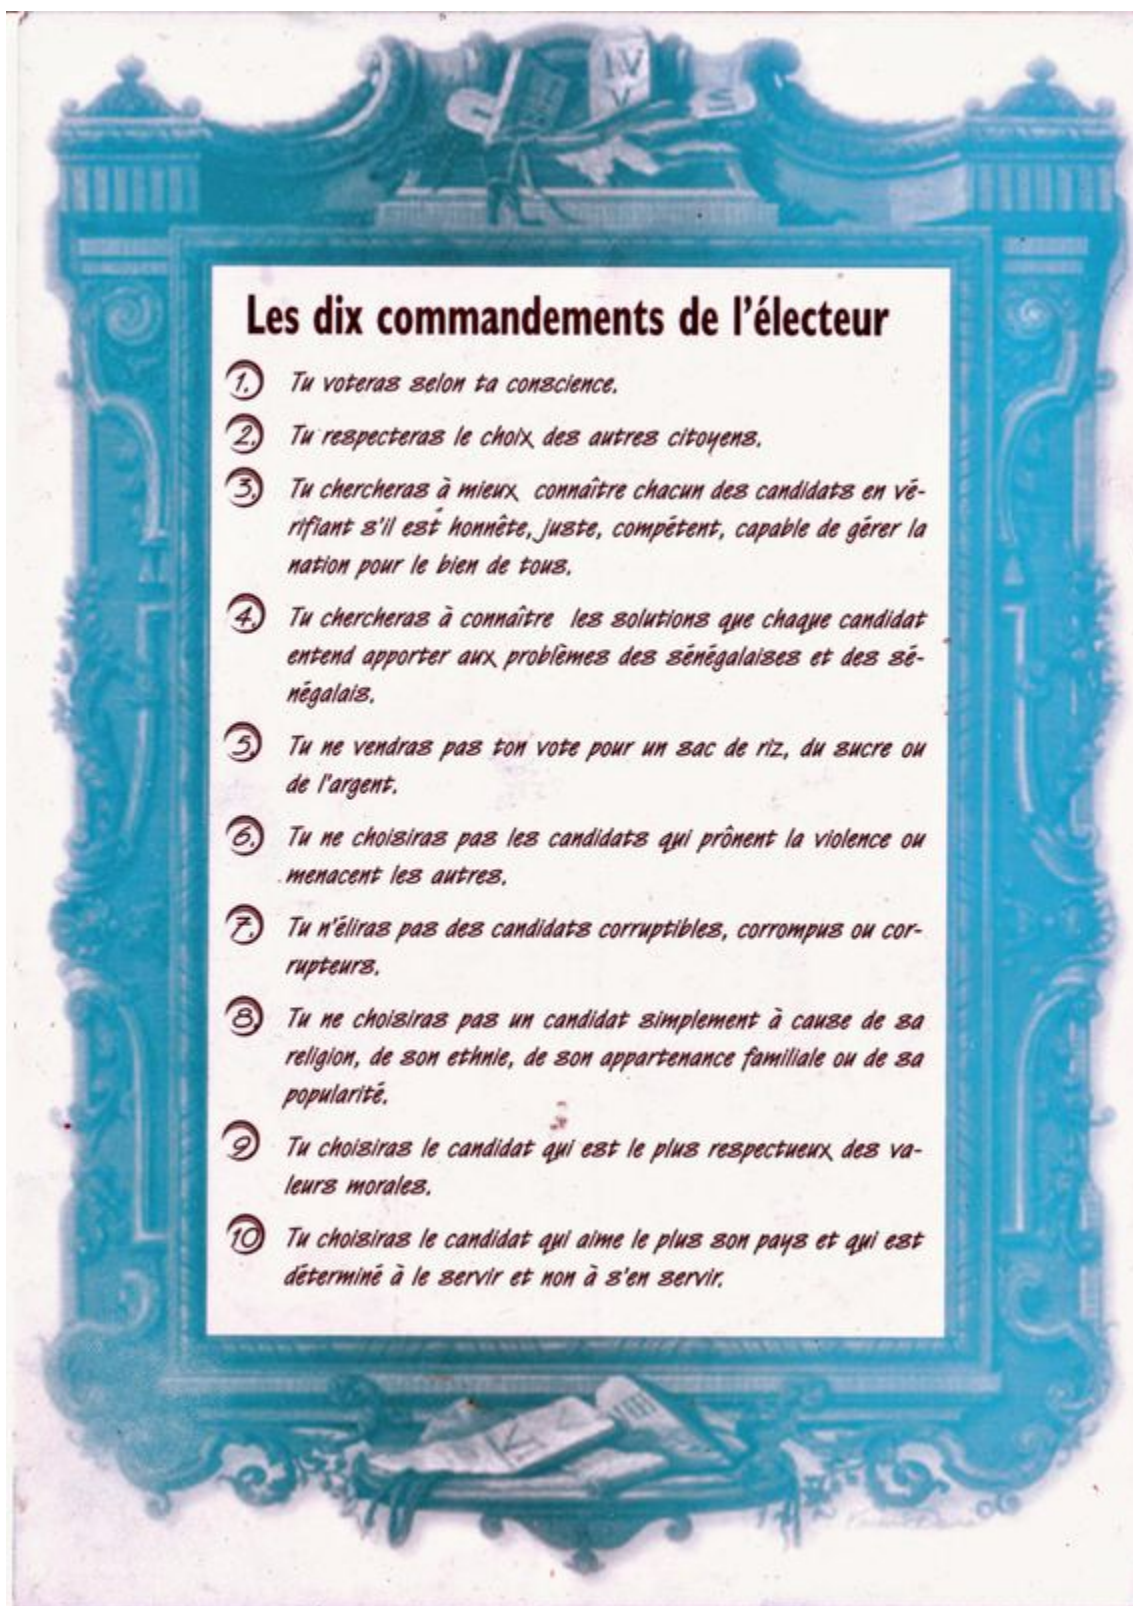 IV
V
Les dix commandements de l'électeur
1. Tu voteras selon ta conscience.
2. Tu respecteras le choix des autres citoyens.
3. Tu chercheras à mieux connaître chacun des candidats en vé-
rifiant s'il est honnête, juste, compétent, capable de gérer la
nation pour le bien de tous.
4. Tu chercheras à connaître les solutions que chaque candidat
entend apporter aux problèmes des sénégalaises et des sé-
négalais.
5. Tu ne vendras pas ton vote pour un sac de riz, du sucre ou
de l'argent.
6. Tu ne choisiras pas les candidats qui prônent la violence ou
menacent les autres.
7. Tu n'éliras pas des candidats corruptibles, corrompus ou cor-
rupteurs.
8. Tu ne choisiras pas un candidat simplement à cause de sa
religion, de son ethnie, de son appartenance familiale ou de sa
popularité.
9 Tu choisiras le candidat qui est le plus respectueux des va-
leurs morales.
10 Tu choisiras le candidat qui aime le plus son pays et qui est
déterminé à le servir et non à s'en servir.